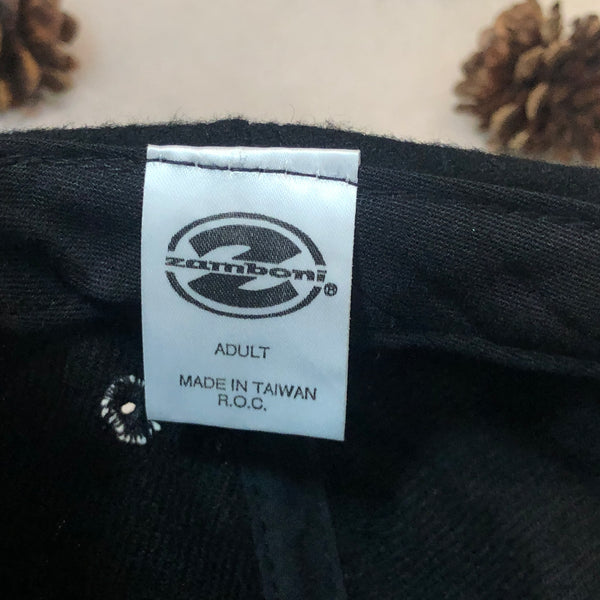 zamboni®
ADULT
MADE IN TAIWAN
R.O.C.